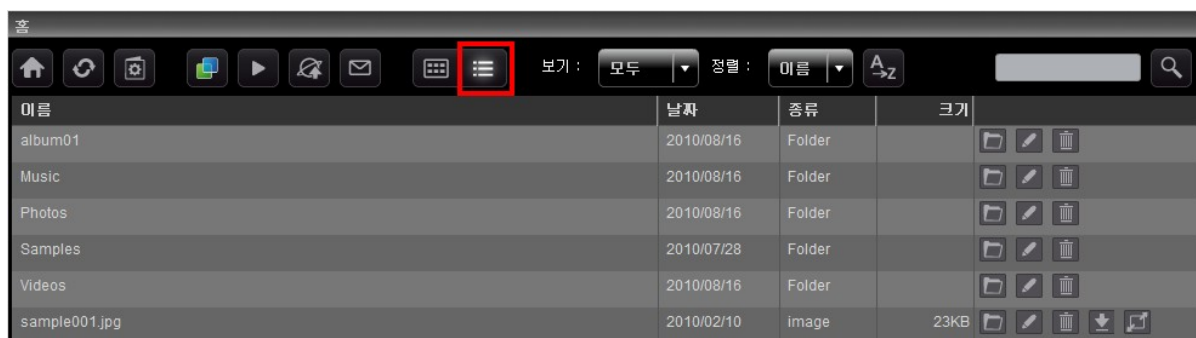 홈
보기 : 모두 정렬 : 이름 A→Z
이름 날짜 종류 크기
album01 2010/08/16 Folder
Music 2010/08/16 Folder
Photos 2010/08/16 Folder
Samples 2010/07/28 Folder
Videos 2010/08/16 Folder
sample001.jpg 2010/02/10 image 23KB